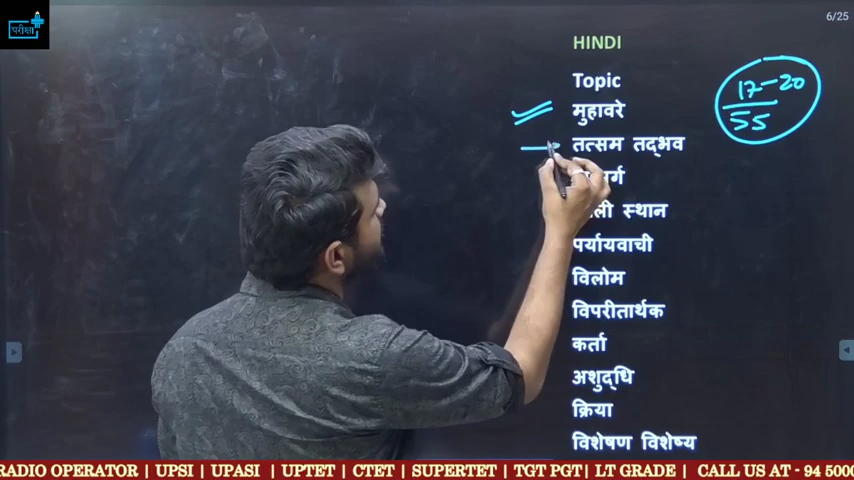 परीक्षा
6/25
HINDI
Topic
मुहावरे
17-20
55
तत्सम तद्भव
स्थान
पर्यायवाची
विलोम
विपरीतार्थक
कर्ता
अशुद्धि
क्रिया
विशेषण विशेष्य
RADIO OPERATOR | UPSI | UPASI | UPTET | CTET | SUPERTET | TGT PGT| LT GRADE | CALL US AT - 94 5000